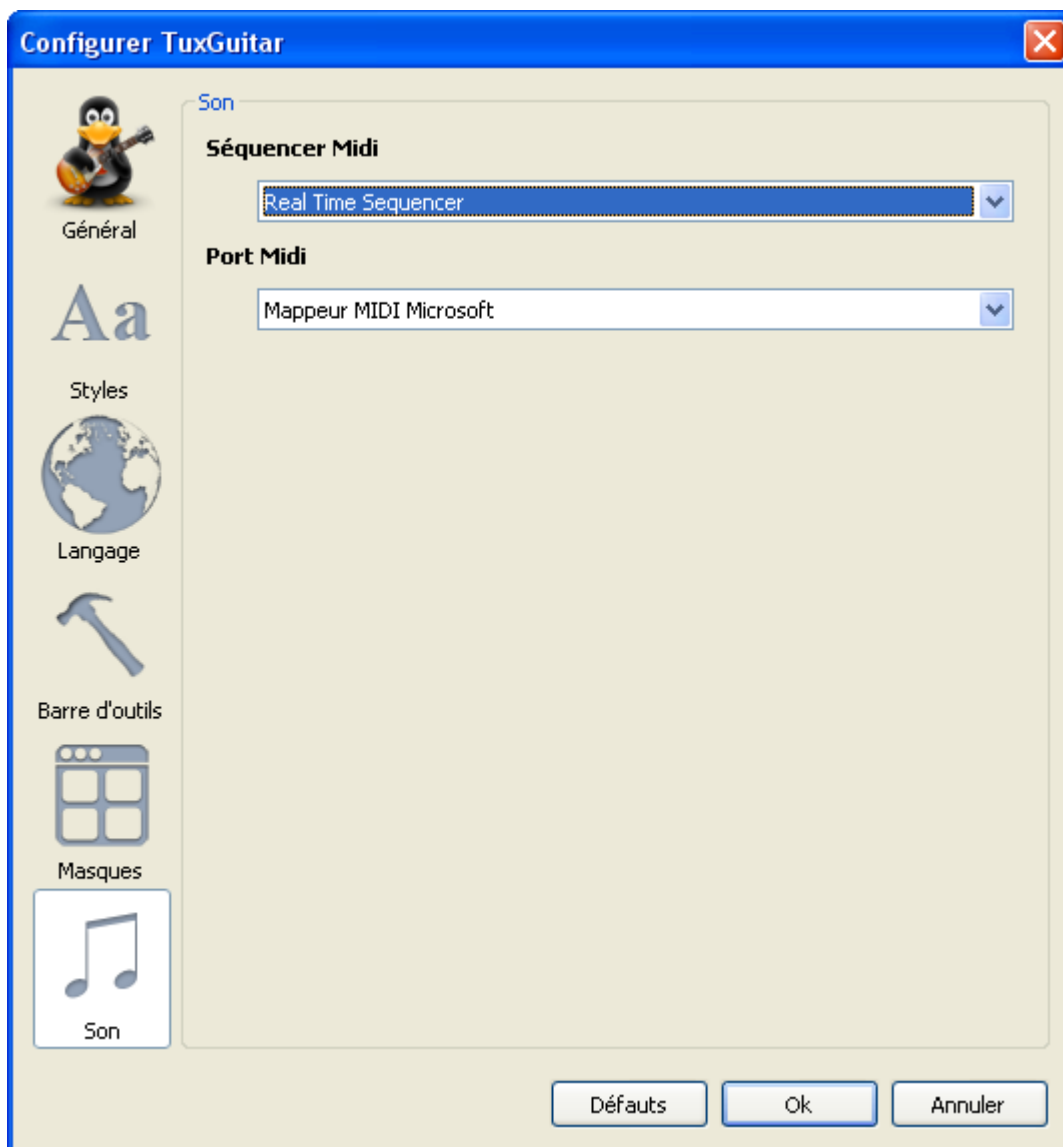 Configurer TuxGuitar
Général
Aa
Styles
Langage
Barre d'outils
Masques
Son
Son
Séquencer Midi
Real Time Sequencer
Port Midi
Mappeur MIDI Microsoft
Défauts
Ok
Annuler